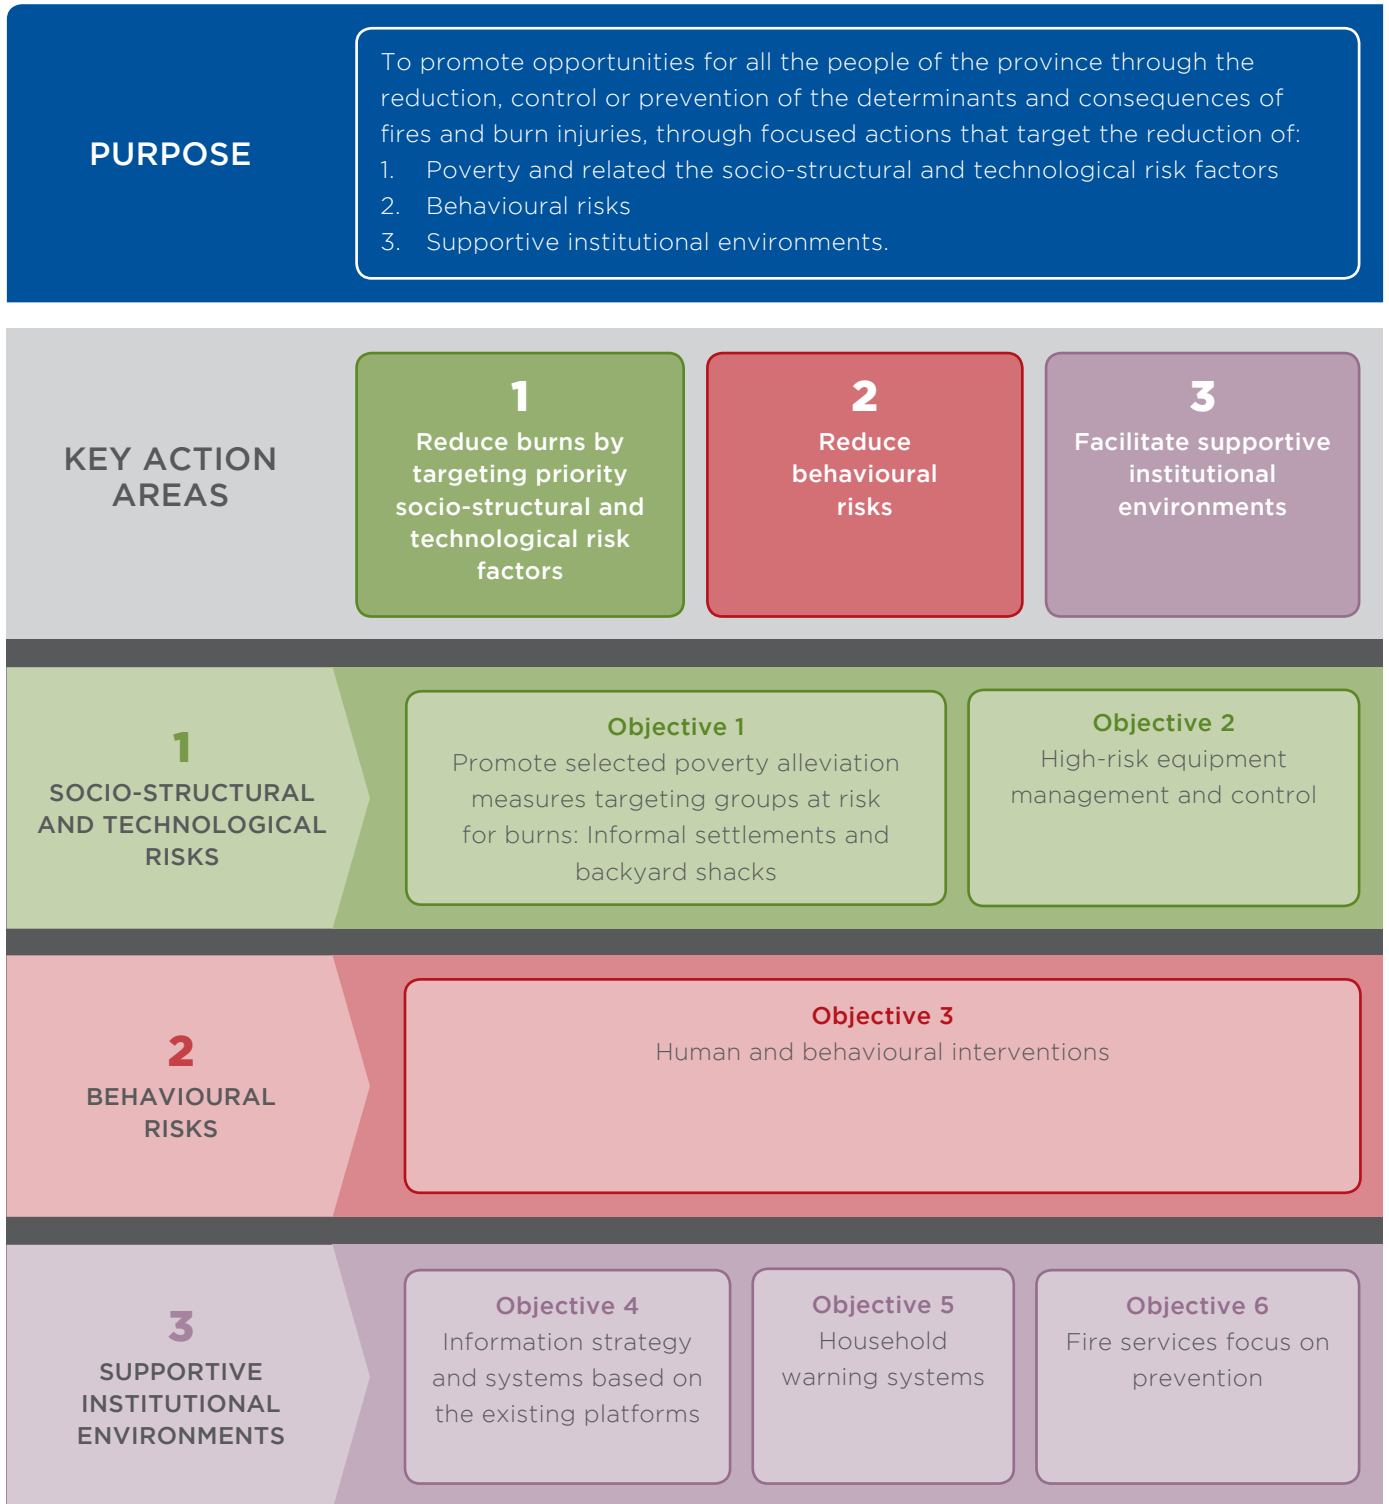 PURPOSE
To promote opportunities for all the people of the province through the
reduction, control or prevention of the determinants and consequences of
fires and burn injuries, through focused actions that target the reduction of:
1. Poverty and related the socio-structural and technological risk factors
2. Behavioural risks
3. Supportive institutional environments.
KEY ACTION
AREAS
1
Reduce burns by
targeting priority
socio-structural and
technological risk
factors
2
Reduce
behavioural
risks
3
Facilitate supportive
institutional
environments
1
SOCIO-STRUCTURAL
AND TECHNOLOGICAL
RISKS
Objective 1
Promote selected poverty alleviation
measures targeting groups at risk
for burns: Informal settlements and
backyard shacks
Objective 2
High-risk equipment
management and control
2
BEHAVIOURAL
RISKS
Objective 3
Human and behavioural interventions
3
SUPPORTIVE
INSTITUTIONAL
ENVIRONMENTS
Objective 4
Information strategy
and systems based on
the existing platforms
Objective 5
Household
warning systems
Objective 6
Fire services focus on
prevention